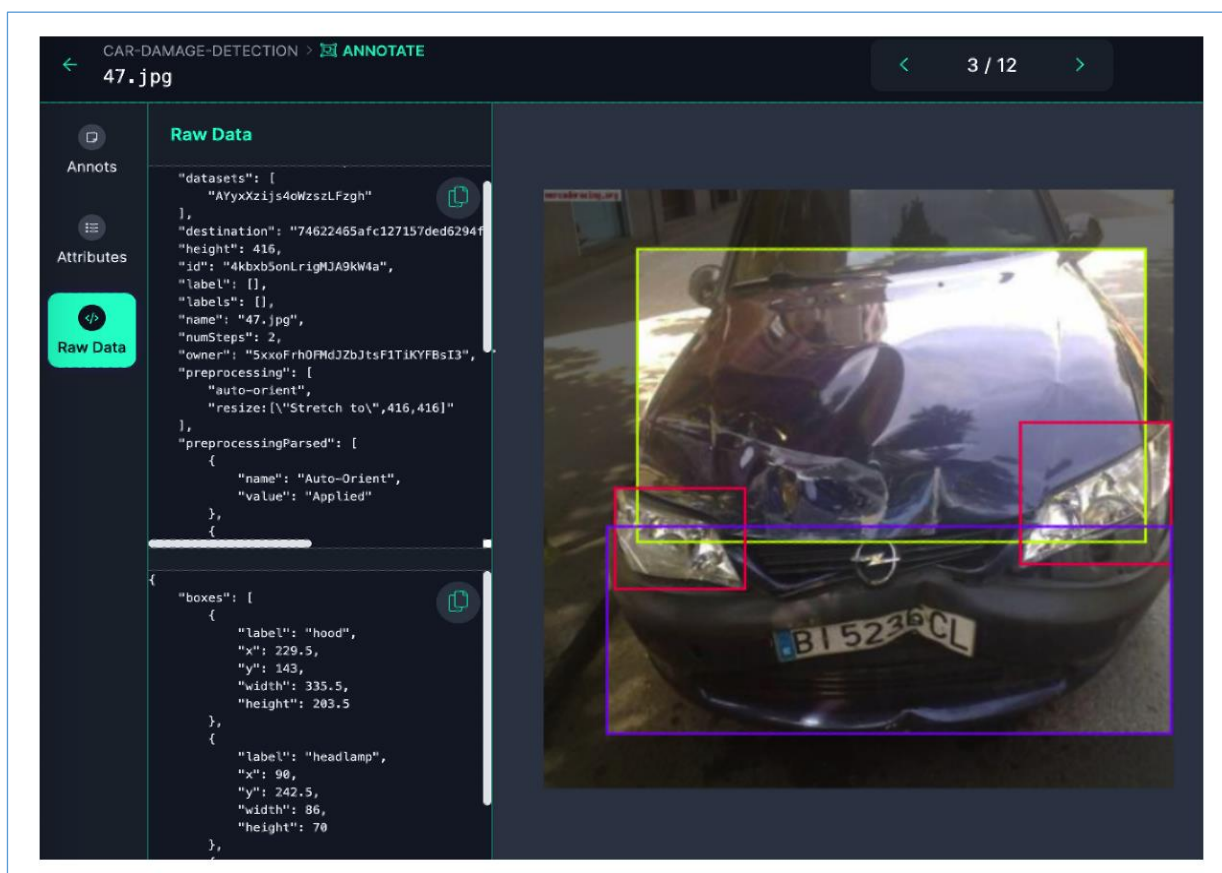 CAR-DAMAGE-DETECTION > ANNOTATE
47.jpg
3 / 12
Annots
Attributes
Raw Data
Raw Data
"datasets": [
"AYyxXzijs4oWzszLFzgh"
],
"destination": "74622465afc127157ded6294f
"height": 416,
"id": "4kbxb5onLrigMJA9kW4a",
"label": [],
"labels": [],
"name": "47.jpg",
"numSteps": 2,
"owner": "5xxoFrhOFMdJZbJtsF1TiKYFBsI3",
"preprocessing": [
"auto-orient",
"resize:[\"Stretch to\",416,416]"
],
"preprocessingParsed": [
{
"name": "Auto-Orient",
"value": "Applied"
},
{
{
"boxes": [
{
"label": "hood",
"x": 229.5,
"y": 143,
"width": 335.5,
"height": 203.5
},
{
"label": "headlamp",
"x": 90,
"y": 242.5,
"width": 86,
"height": 70
},
BI 5236 CL